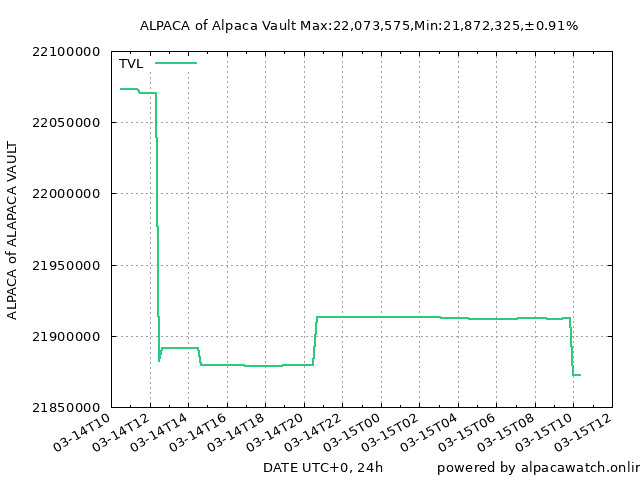 ALPACA of Alpaca Vault Max:22,073,575,Min:21,872,325,±0.91%
TVL
22100000
22050000
22000000
21950000
21900000
21850000
ALPACA of ALAPACA VAULT
03-14T10
03-14T12
03-14T14
03-14T16
03-14T18
03-14T20
03-14T22
03-15T00
03-15T02
03-15T04
03-15T06
03-15T08
03-15T10
03-15T12
DATE UTC+0, 24h
powered by alpacawatch.onlin